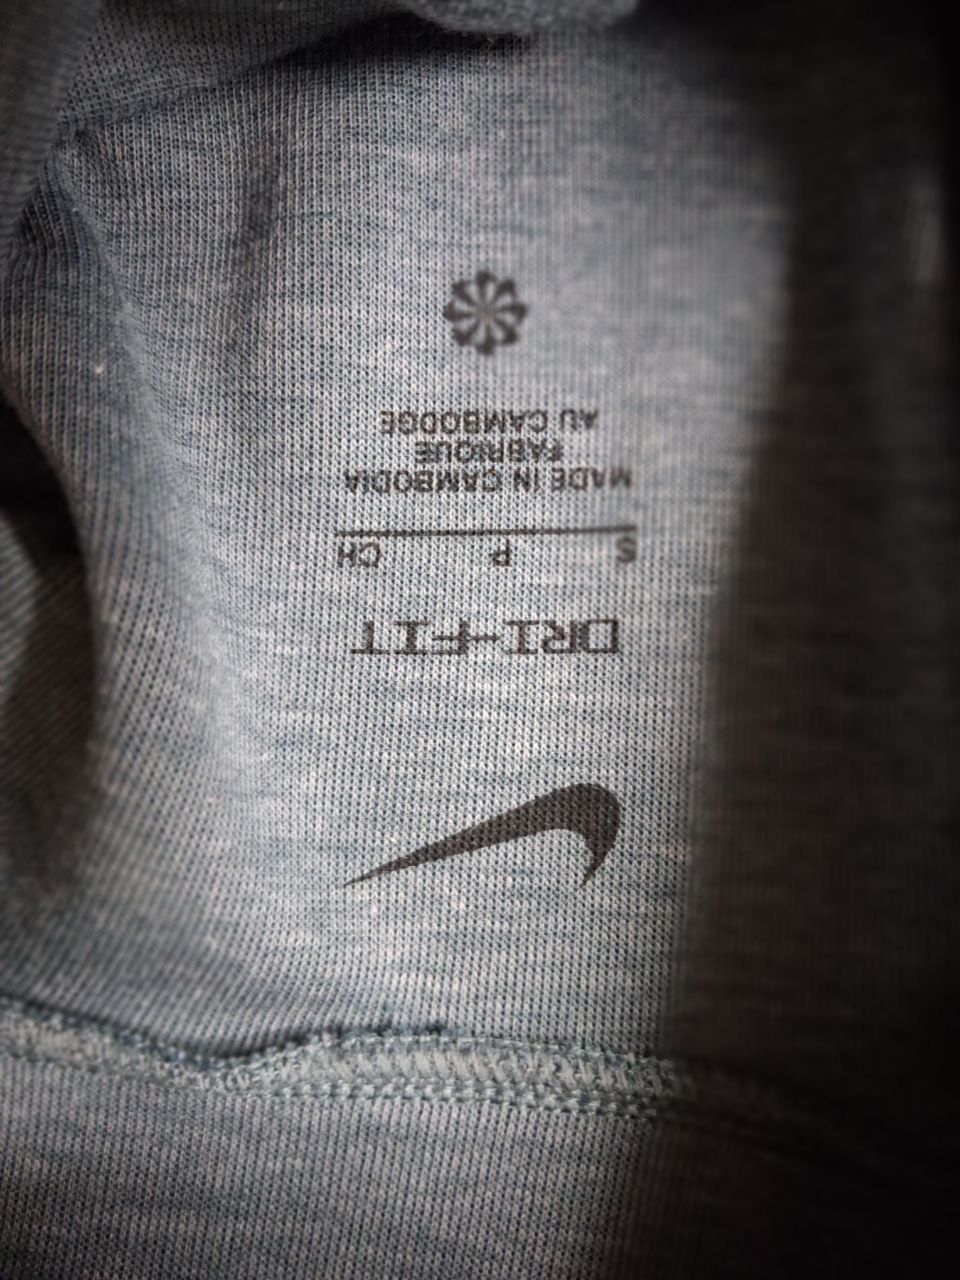 DRI-FIT
S P CH
MADE IN CAMBODIA
FABRIQUE
AU CAMBODGE